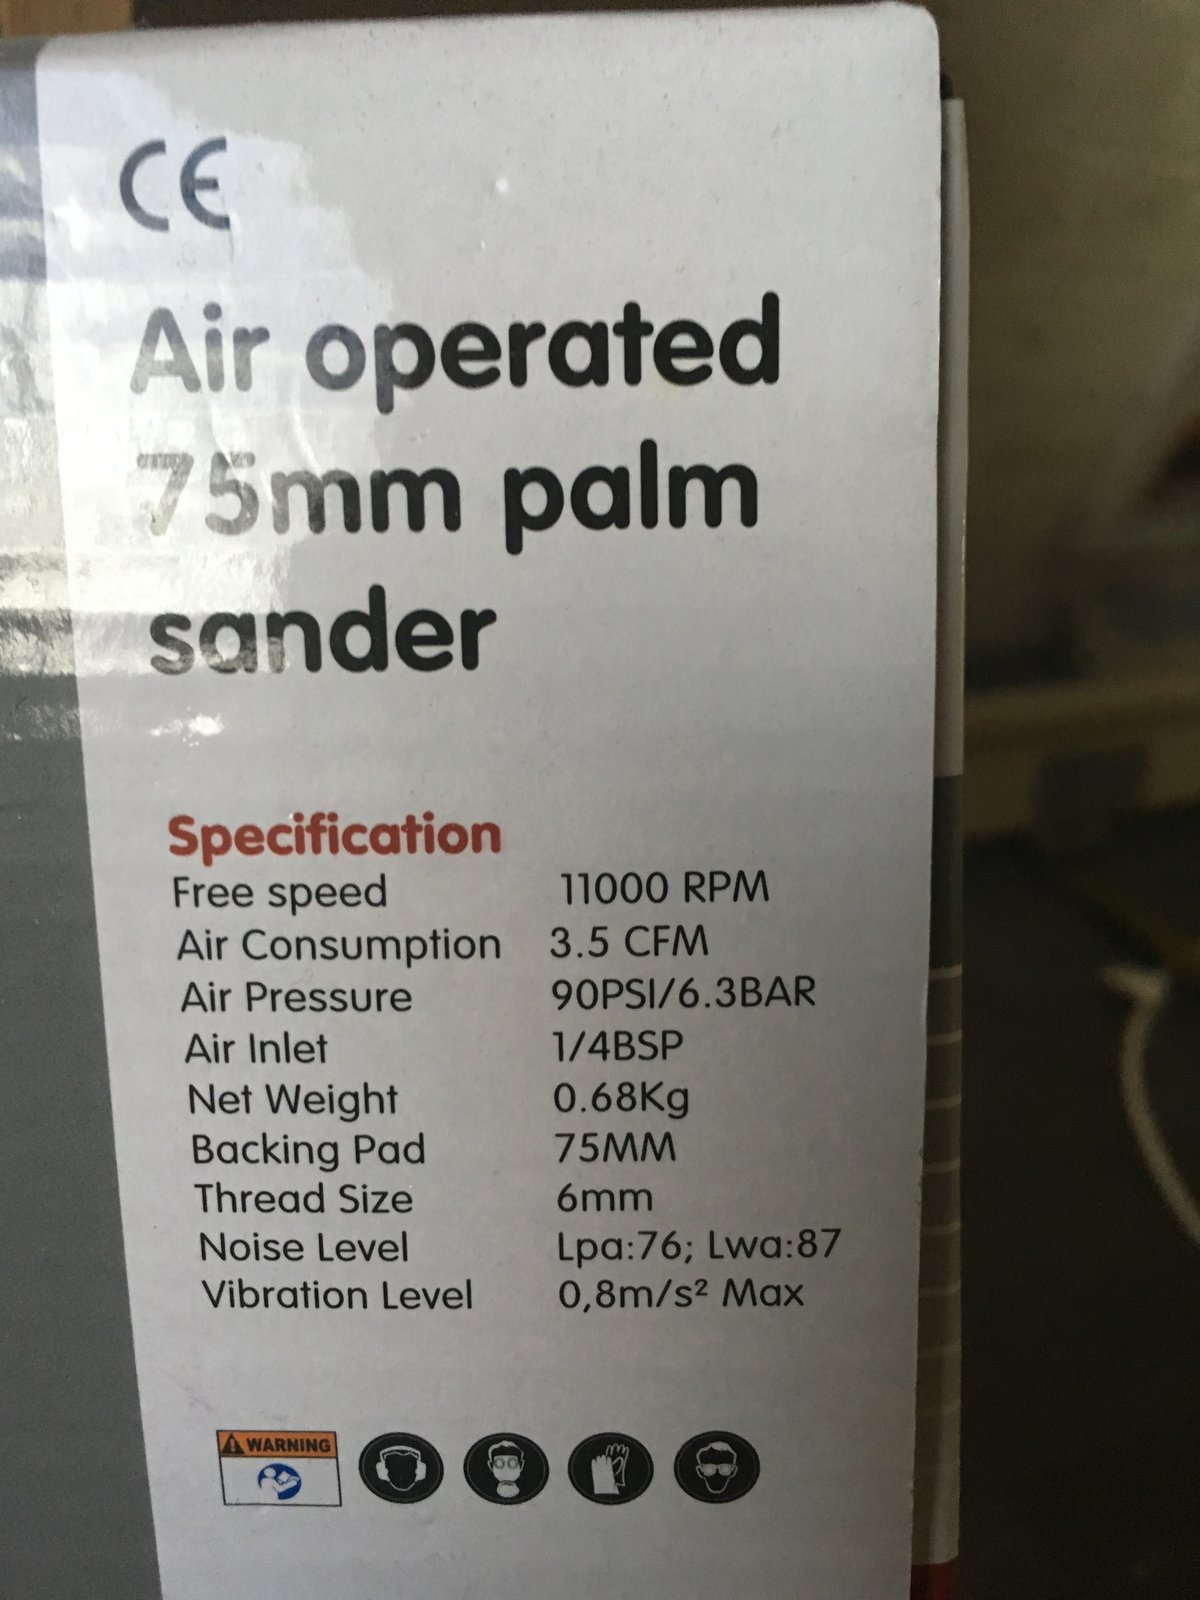 CE
Air operated
75mm palm
sander
Specification
Free speed 11000 RPM
Air Consumption 3.5 CFM
Air Pressure 90PSI/6.3BAR
Air Inlet 1/4BSP
Net Weight 0.68Kg
Backing Pad 75MM
Thread Size 6mm
Noise Level Lpa:76; Lwa:87
Vibration Level 0,8m/s² Max
WARNING